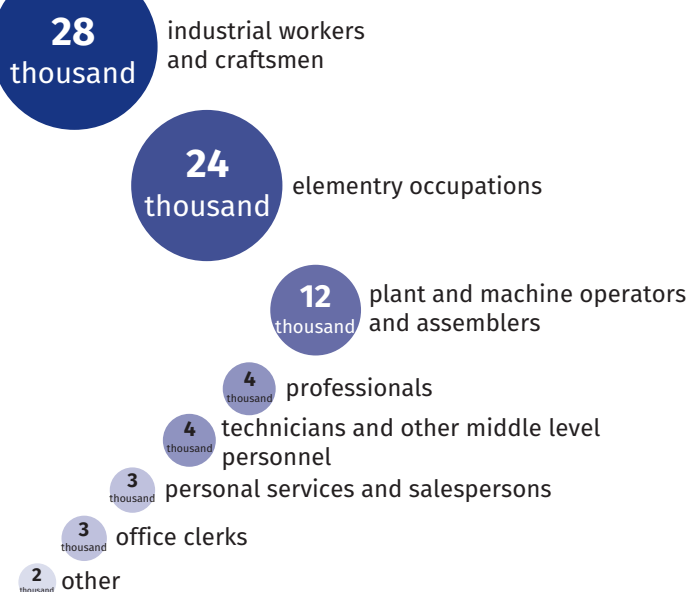 28
thousand
industrial workers
and craftsmen
24
thousand
elementry occupations
12
thousand
plant and machine operators
and assemblers
4
thousand
professionals
4
thousand
technicians and other middle level
personnel
3
thousand
personal services and salespersons
3
thousand
office clerks
2
thousand
other